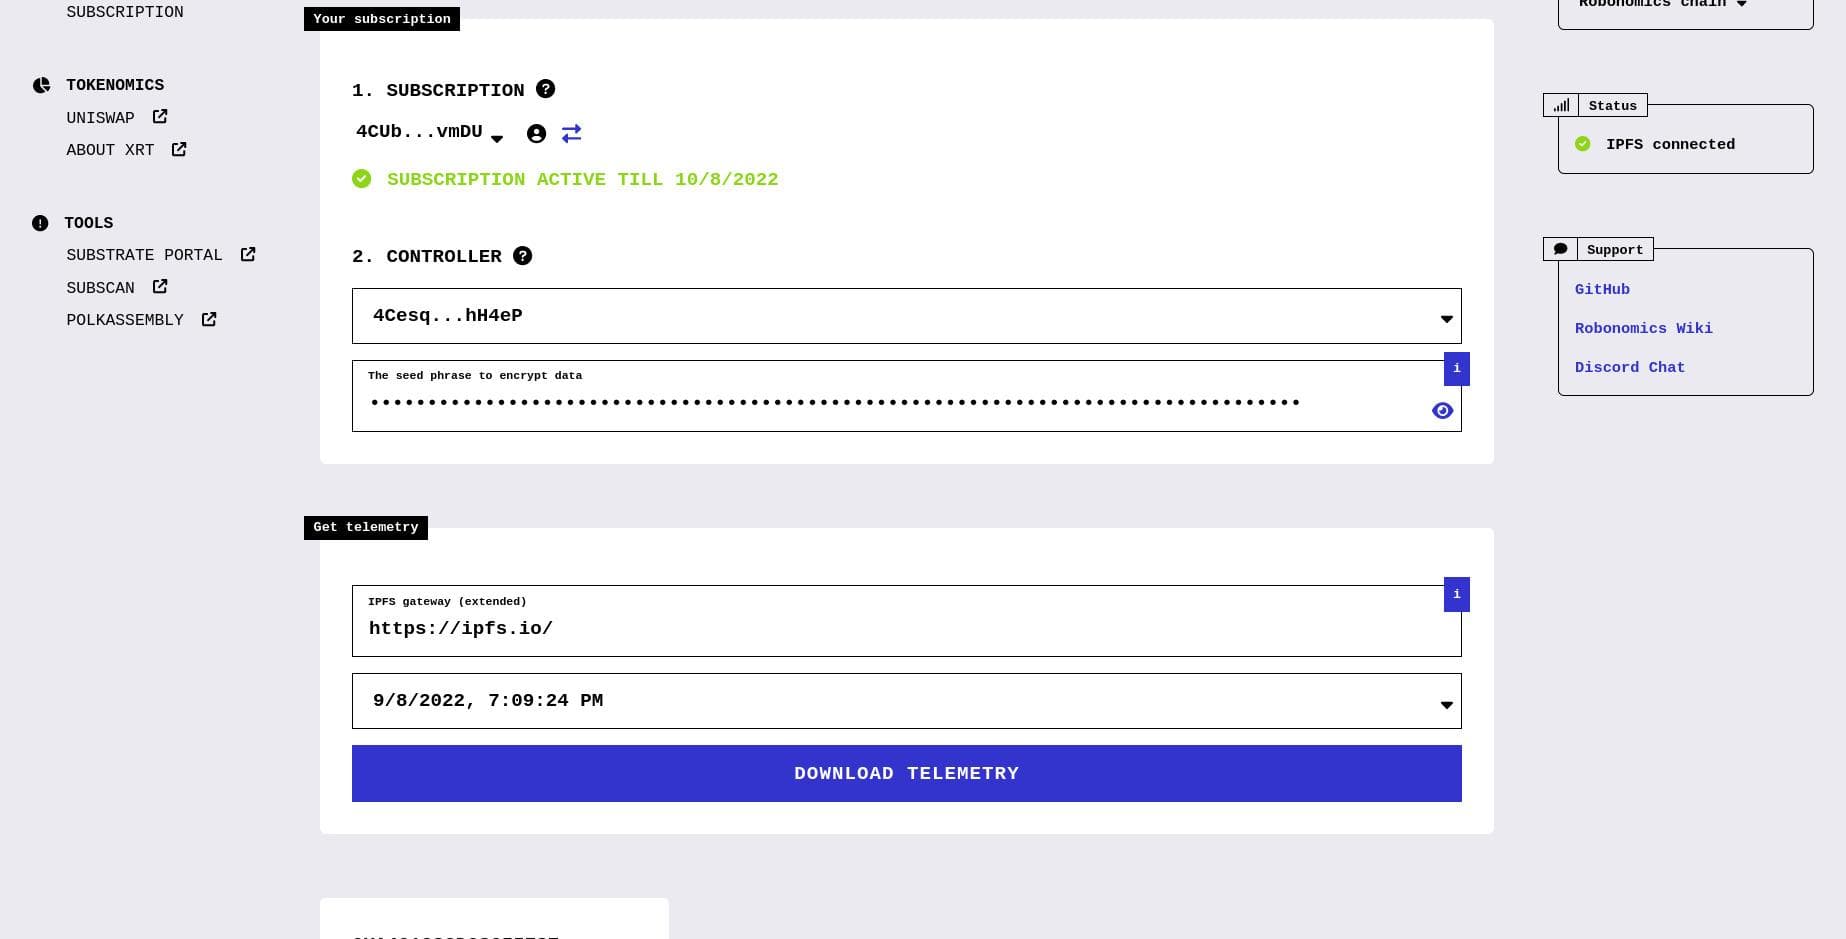 SUBSCRIPTION
TOKENOMICS
UNISWAP
ABOUT XRT
TOOLS
SUBSTRATE PORTAL
SUBSCAN
POLKASSEMBLY
Your subscription
1. SUBSCRIPTION
4CUb...vmDU
SUBSCRIPTION ACTIVE TILL 10/8/2022
2. CONTROLLER
4Cesq...hH4eP
The seed phrase to encrypt data
i
Get telemetry
IPFS gateway (extended)
i
https://ipfs.io/
9/8/2022, 7:09:24 PM
DOWNLOAD TELEMETRY
Robonomics chain
Status
IPFS connected
Support
GitHub
Robonomics Wiki
Discord Chat